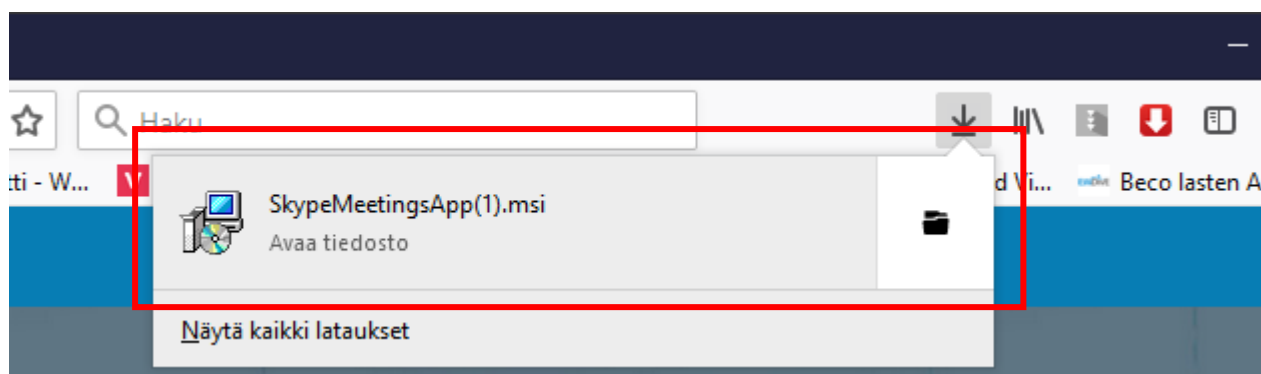 Haku
tti - W...
d Vi...
Beco lasten A
SkypeMeetingsApp(1).msi
Avaa tiedosto
Näytä kaikki lataukset